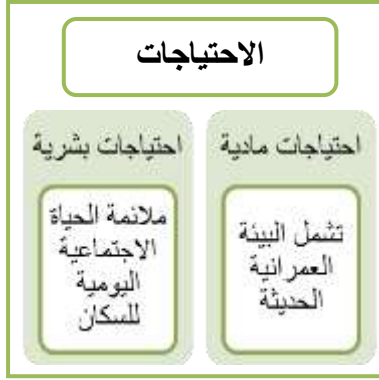 الاحتياجات
احتياجات مادية
تشمل البيئة
العمرانية
الحديثة
احتياجات بشرية
ملائمة الحياة
الاجتماعية
اليومية
للسكان